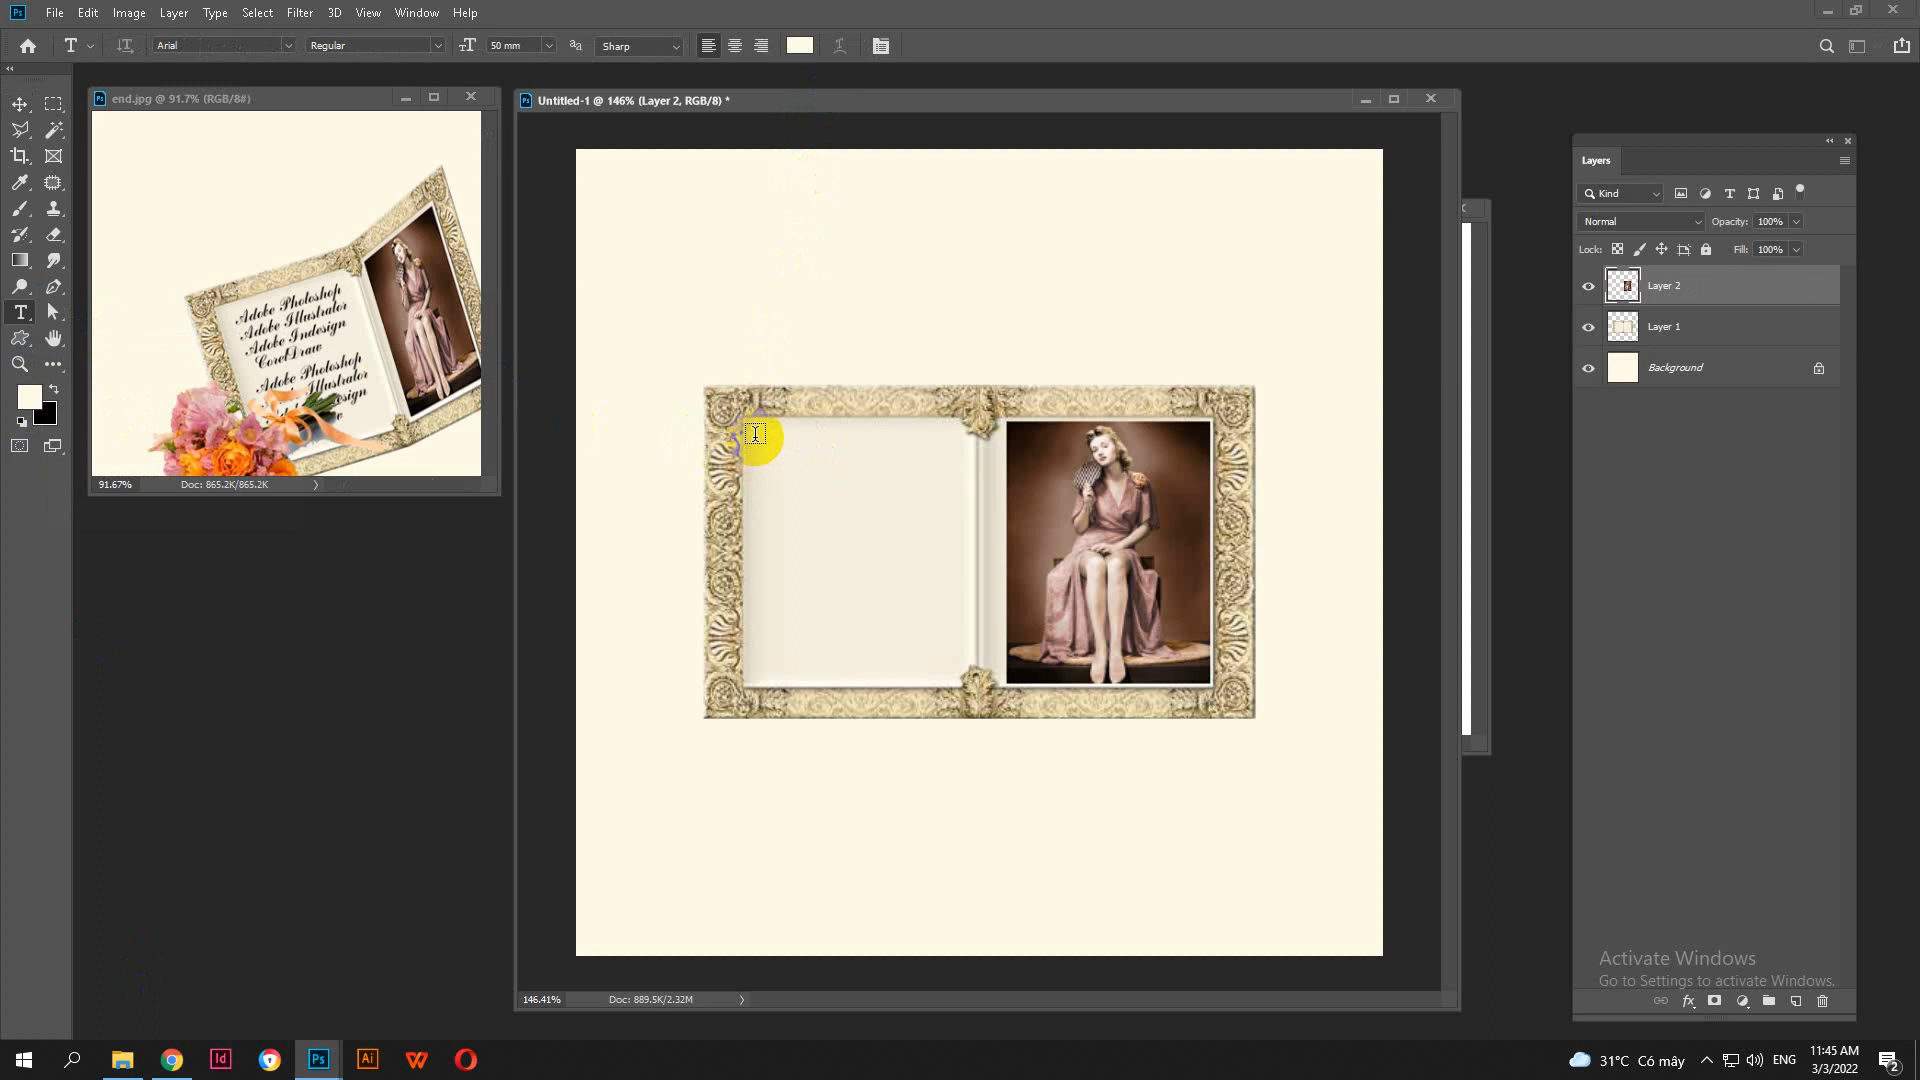 File Edit Image Layer Type Select Filter 3D View Window Help
Arial Regular 50 mm Sharp
end.jpg @ 91.7% (RGB/8#)
Adobe Photoshop
Adobe Illustrator
Adobe Indesign
CorelDraw
Adobe Photoshop
91.67% Doc: 865.2K/865.2K
Untitled-1 @ 146% (Layer 2, RGB/8) *
146.41% Doc: 889.5K/2.32M
Layers
Kind
Normal Opacity: 100%
Lock: Fill: 100%
Layer 2
Layer 1
Background
Activate Windows
Go to Settings to activate Windows.
31°C Có mây ENG 11:45 AM
3/3/2022
2